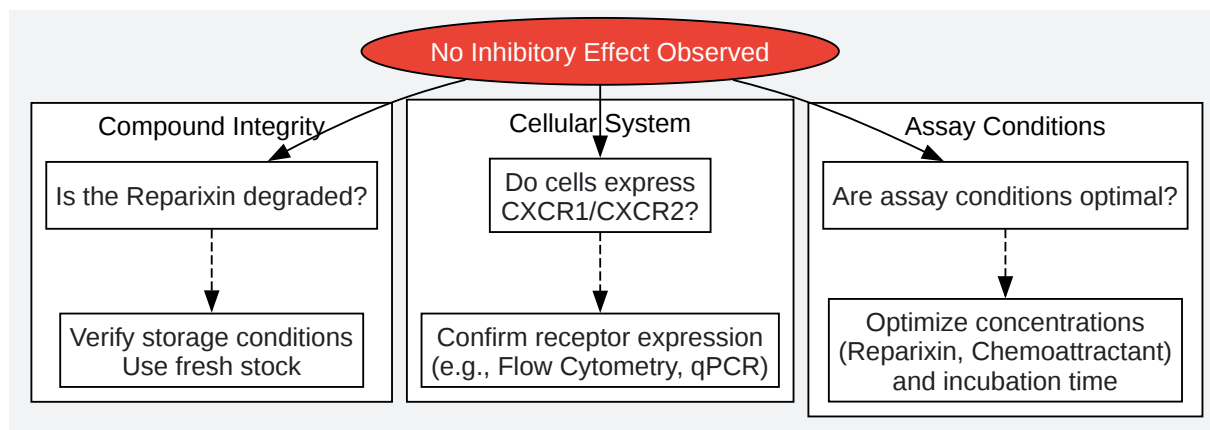 No Inhibitory Effect Observed
Compound Integrity
Is the Reparixin degraded?
Verify storage conditions
Use fresh stock
Cellular System
Do cells express
CXCR1/CXCR2?
Confirm receptor expression
(e.g., Flow Cytometry, qPCR)
Assay Conditions
Are assay conditions optimal?
Optimize concentrations
(Reparixin, Chemoattractant)
and incubation time